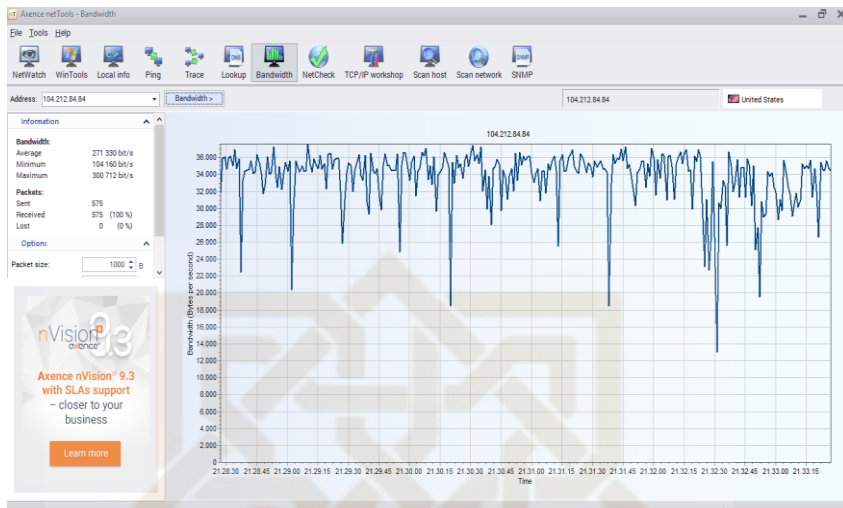 Axence netTools - Bandwidth
File Tools Help
NetWatch WinTools Local info Ping Trace Lookup Bandwidth NetCheck TCP/IP workshop Scan host Scan network SNMP
DNS
SNMP
Address: 104.212.84.84 Bandwidth > 104.212.84.84 United States
Information
Bandwidth:
Average 271 330 bit/s
Minimum 104 160 bit/s
Maximum 300 712 bit/s
Packets:
Sent 575
Received 575 (100 %)
Lost 0 (0 %)
Options
Packet size: 1000 B
nVision 9.3
axence
Axence nVision® 9.3
with SLAs support
– closer to your
business
Learn more
104.212.84.84
Bandwidth (Bytes per second)
38.000
36.000
34.000
32.000
30.000
28.000
26.000
24.000
22.000
20.000
18.000
16.000
14.000
12.000
10.000
8.000
6.000
4.000
2.000
0
21.28.30 21.28.45 21.29.00 21.29.15 21.29.30 21.29.45 21.30.00 21.30.15 21.30.30 21.30.45 21.31.00 21.31.15 21.31.30 21.31.45 21.32.00 21.32.15 21.32.30 21.32.45 21.33.00 21.33.15
Time